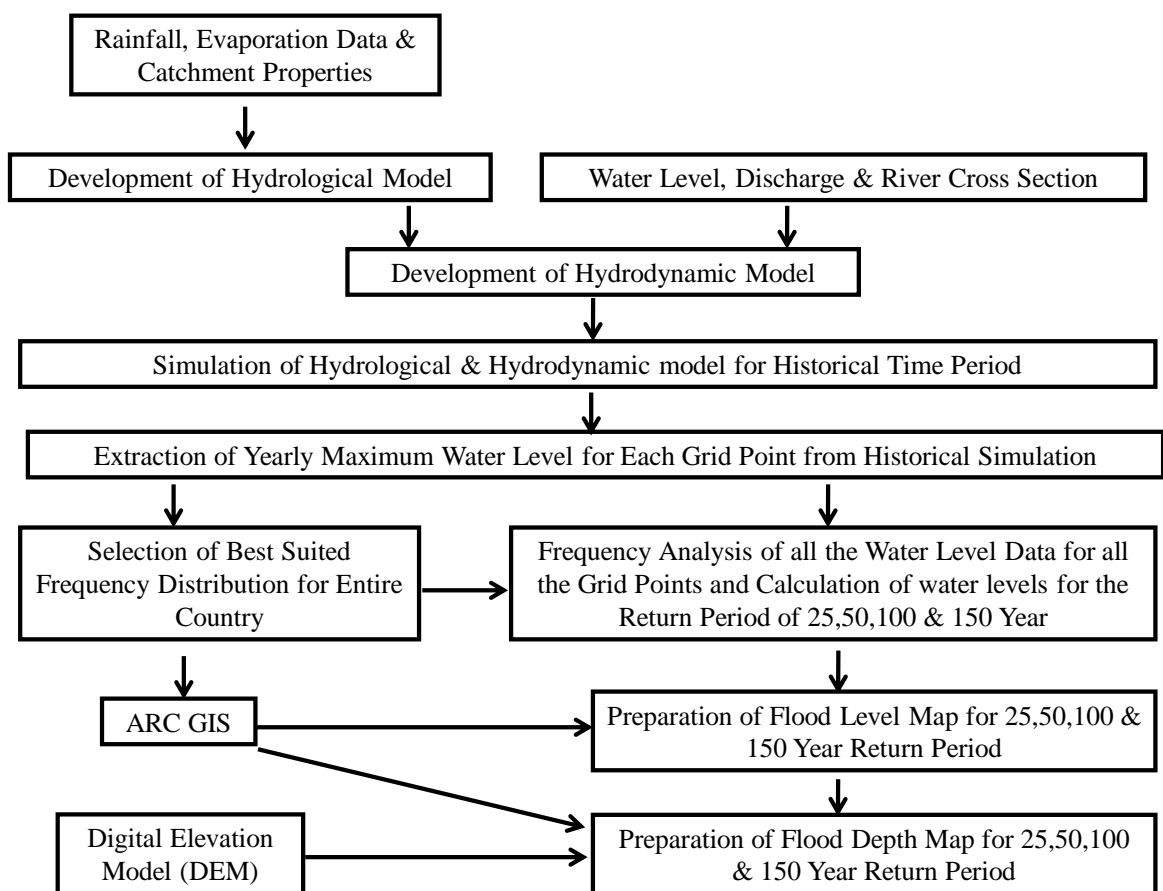 Rainfall, Evaporation Data &
Catchment Properties
Development of Hydrological Model
Water Level, Discharge & River Cross Section
Development of Hydrodynamic Model
Simulation of Hydrological & Hydrodynamic model for Historical Time Period
Extraction of Yearly Maximum Water Level for Each Grid Point from Historical Simulation
Selection of Best Suited
Frequency Distribution for Entire
Country
Frequency Analysis of all the Water Level Data for all
the Grid Points and Calculation of water levels for the
Return Period of 25,50,100 & 150 Year
ARC GIS
Preparation of Flood Level Map for 25,50,100 &
150 Year Return Period
Digital Elevation
Model (DEM)
Preparation of Flood Depth Map for 25,50,100
& 150 Year Return Period